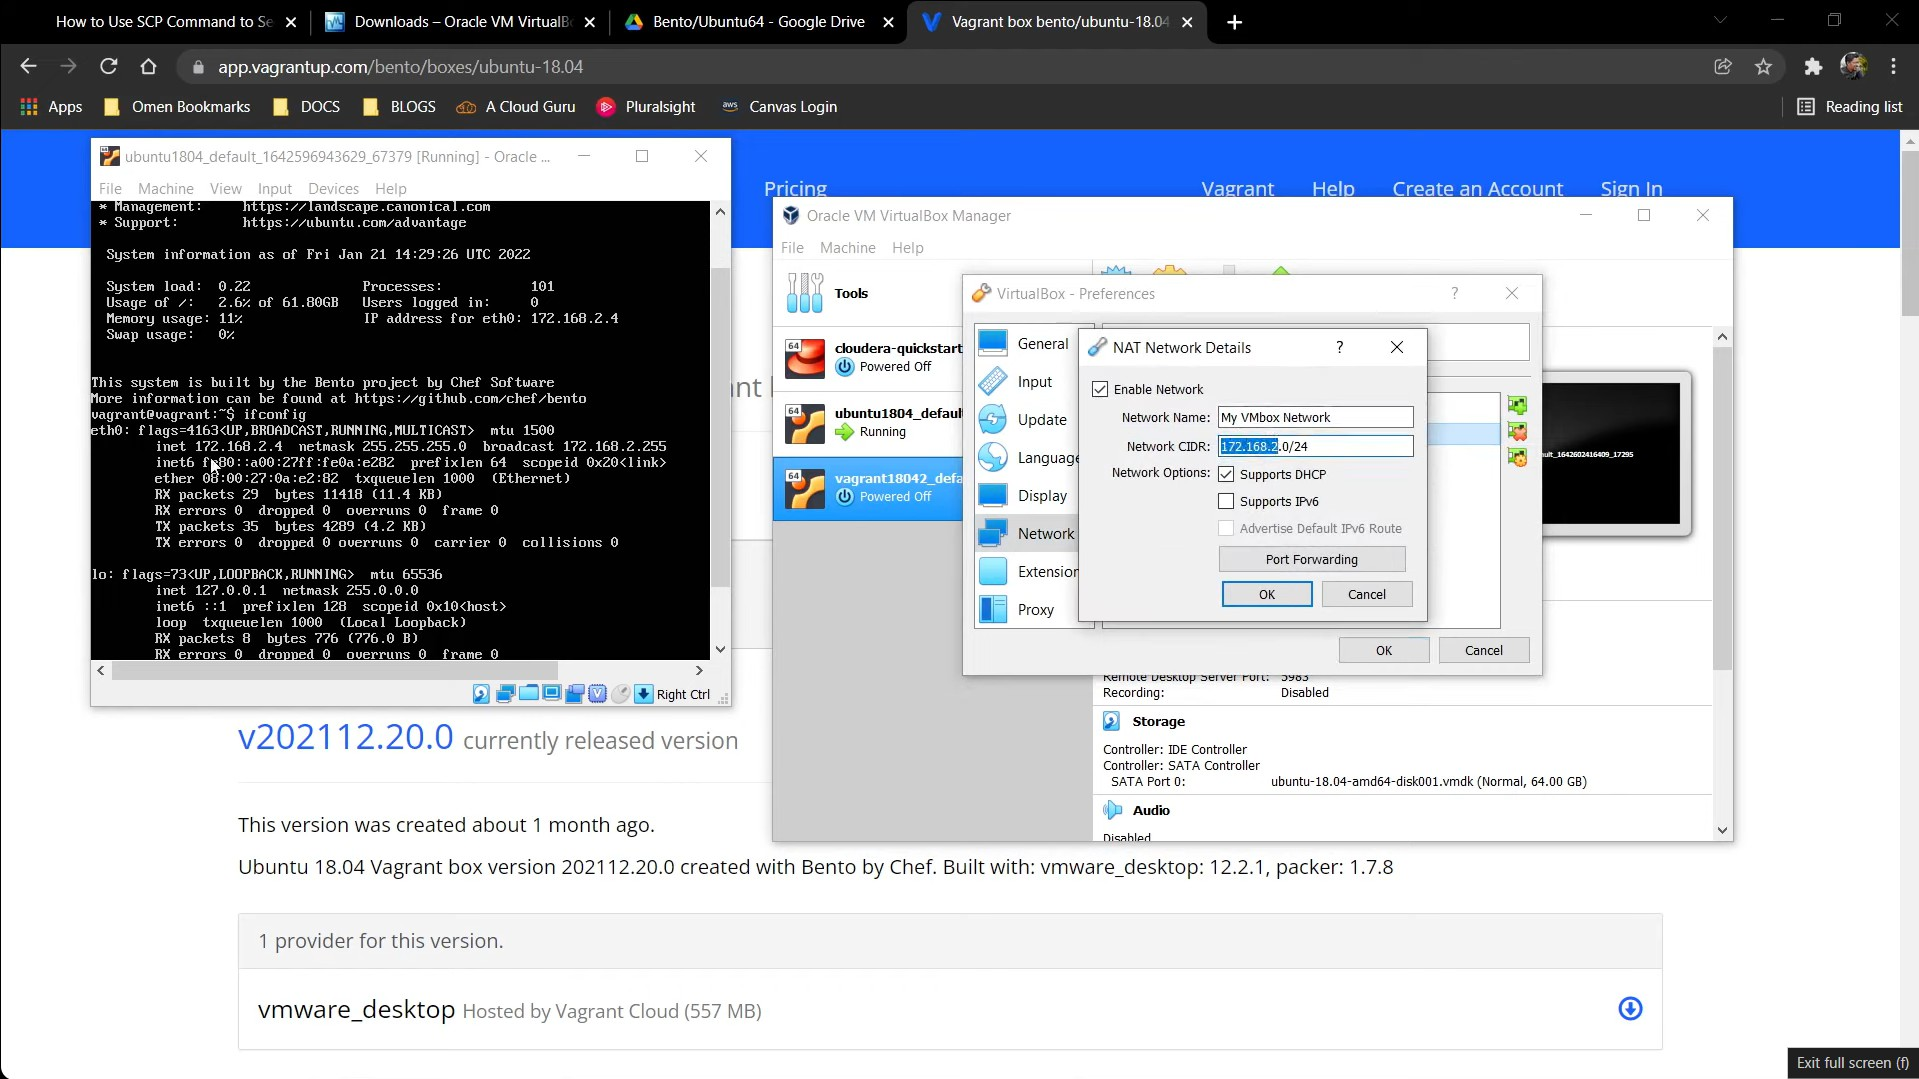 How to Use SCP Command to Se
Downloads – Oracle VM VirtualB
Bento/Ubuntu64 - Google Drive
Vagrant box bento/ubuntu-18.04
app.vagrantup.com/bento/boxes/ubuntu-18.04
Apps
Omen Bookmarks
DOCS
BLOGS
A Cloud Guru
Pluralsight
aws
Canvas Login
Reading list
Pricing
Vagrant
Help
Create an Account
Sign In
ubuntu1804_default_1642596943629_67379 [Running] - Oracle ...
File Machine View Input Devices Help
* Management: https://landscape.canonical.com
* Support: https://ubuntu.com/advantage
System information as of Fri Jan 21 14:29:26 UTC 2022
System load: 0.22 Processes: 101
Usage of /: 2.6% of 61.80GB Users logged in: 0
Memory usage: 11% IP address for eth0: 172.168.2.4
Swap usage: 0%
This system is built by the Bento project by Chef Software
More information can be found at https://github.com/chef/bento
vagrant@vagrant:~$ ifconfig
eth0: flags=4163<UP,BROADCAST,RUNNING,MULTICAST> mtu 1500
inet 172.168.2.4 netmask 255.255.255.0 broadcast 172.168.2.255
inet6 fe80::a00:27ff:fe0a:e282 prefixlen 64 scopeid 0x20<link>
ether 08:00:27:0a:e2:82 txqueuelen 1000 (Ethernet)
RX packets 29 bytes 11418 (11.4 KB)
RX errors 0 dropped 0 overruns 0 frame 0
TX packets 35 bytes 4289 (4.2 KB)
TX errors 0 dropped 0 overruns 0 carrier 0 collisions 0
lo: flags=73<UP,LOOPBACK,RUNNING> mtu 65536
inet 127.0.0.1 netmask 255.0.0.0
inet6 ::1 prefixlen 128 scopeid 0x10<host>
loop txqueuelen 1000 (Local Loopback)
RX packets 8 bytes 776 (776.0 B)
RX errors 0 dropped 0 overruns 0 frame 0
Right Ctrl
Oracle VM VirtualBox Manager
File Machine Help
Tools
64
cloudera-quickstart
Powered Off
64
ubuntu1804_defaul
Running
64
vagrant18042_defa
Powered Off
VirtualBox - Preferences
General
Input
Update
Language
Display
Network
Extension
Proxy
NAT Network Details
Enable Network
Network Name: My VMbox Network
Network CIDR: 172.168.2.0/24
Network Options: Supports DHCP
Supports IPv6
Advertise Default IPv6 Route
Port Forwarding
OK Cancel
OK Cancel
ault_1642602416409_17295
Remote Desktop Server Port: 5983
Recording: Disabled
Storage
Controller: IDE Controller
Controller: SATA Controller
SATA Port 0: ubuntu-18.04-amd64-disk001.vmdk (Normal, 64.00 GB)
Audio
Disabled
v202112.20.0 currently released version
This version was created about 1 month ago.
Ubuntu 18.04 Vagrant box version 202112.20.0 created with Bento by Chef. Built with: vmware_desktop: 12.2.1, packer: 1.7.8
1 provider for this version.
vmware_desktop Hosted by Vagrant Cloud (557 MB)
Exit full screen (f)